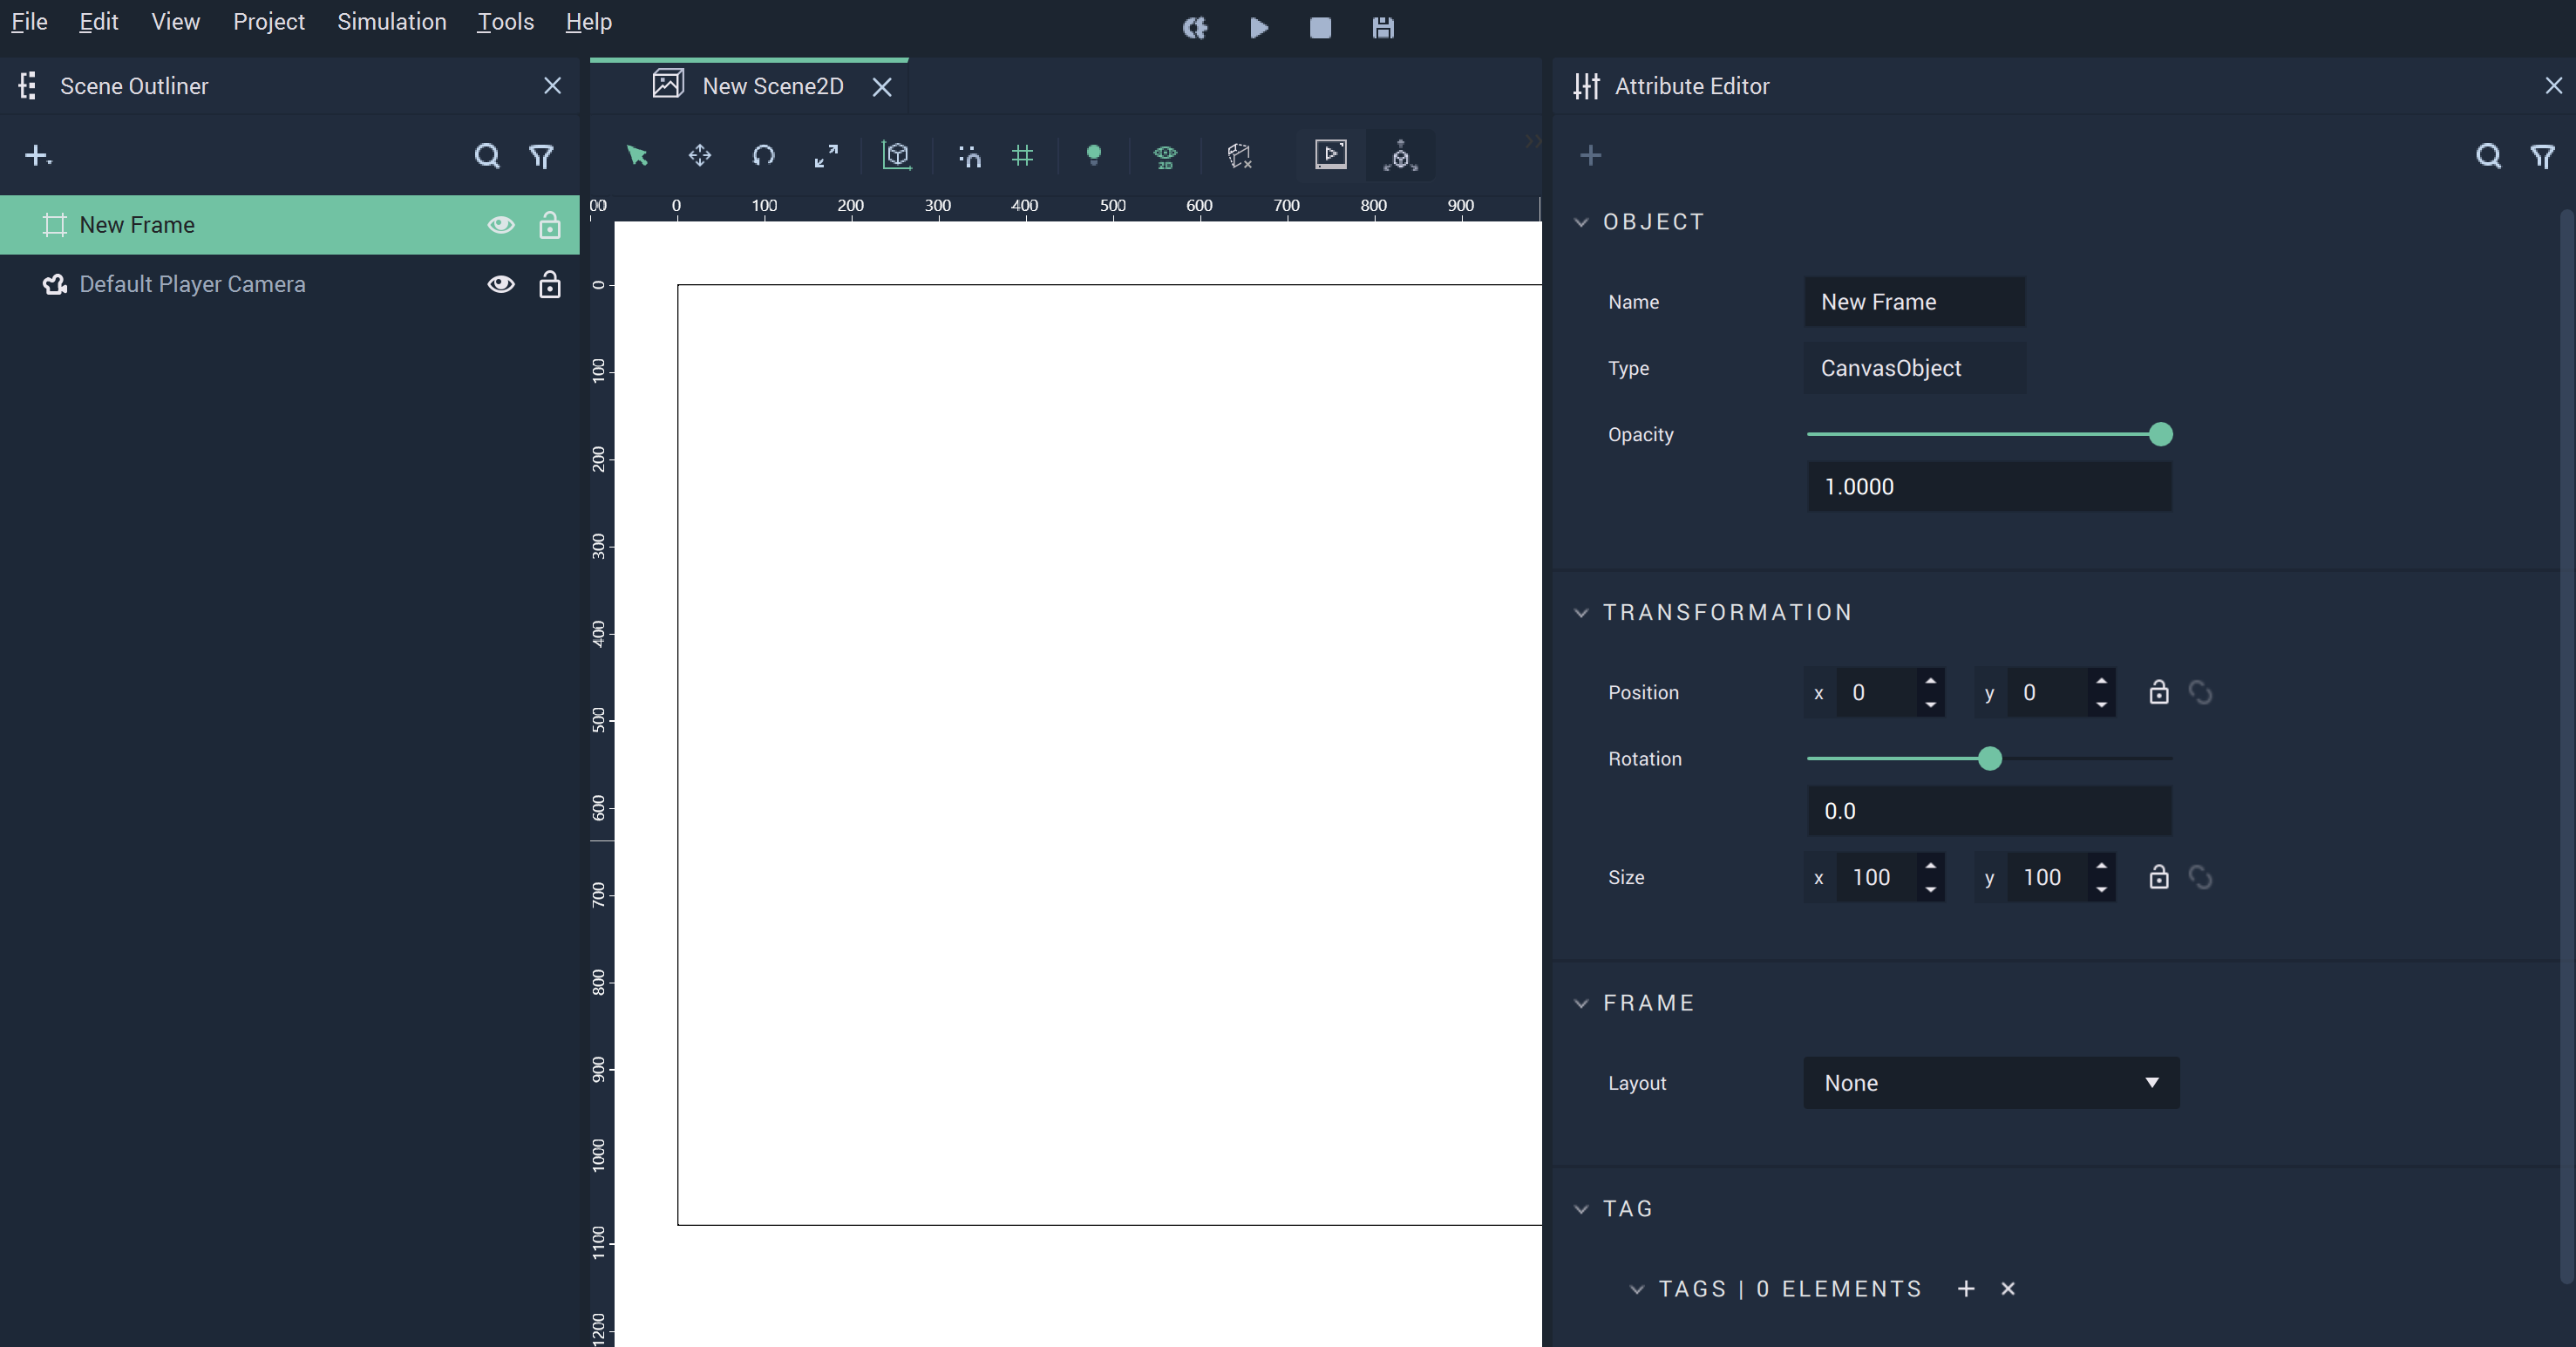 File Edit View Project Simulation Tools Help
Scene Outliner
New Frame
Default Player Camera
New Scene2D
2D
00 0 100 200 300 400 500 600 700 800 900
0
100
200
300
400
500
600
700
800
900
1000
1100
1200
Attribute Editor
OBJECT
Name New Frame
Type CanvasObject
Opacity
1.0000
TRANSFORMATION
Position x 0 y 0
Rotation
0.0
Size x 100 y 100
FRAME
Layout None
TAG
TAGS | 0 ELEMENTS